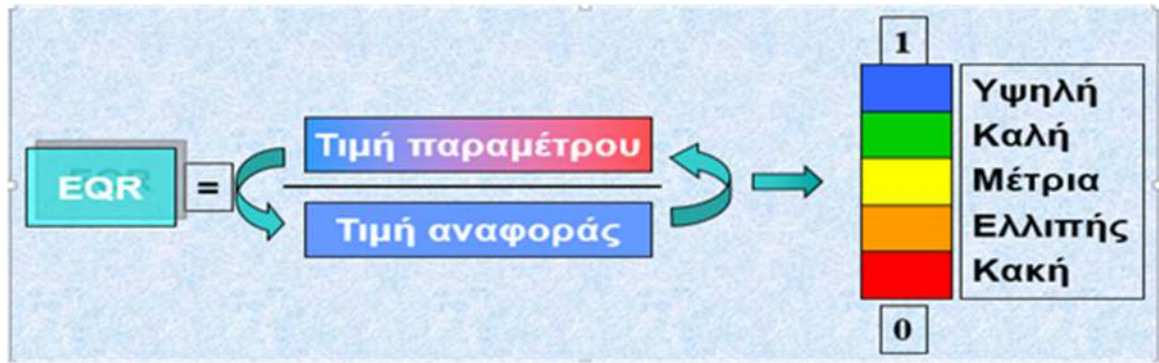 EQR
=
Τιμή παραμέτρου
Τιμή αναφοράς
1
Υψηλή
Καλή
Μέτρια
Ελλιπής
Κακή
0